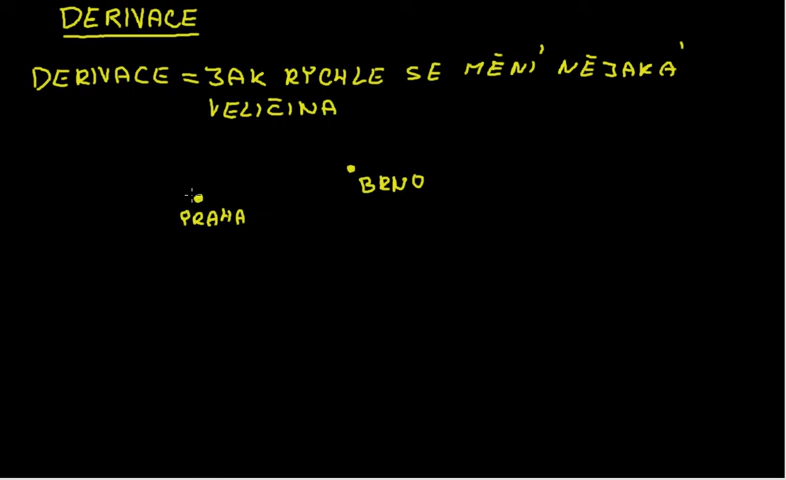 DERIVACE
DERIVACE = JAK RYCHLE SE MĚNÍ NĚJAKÁ
VELIČINA
BRNO
PRAHA